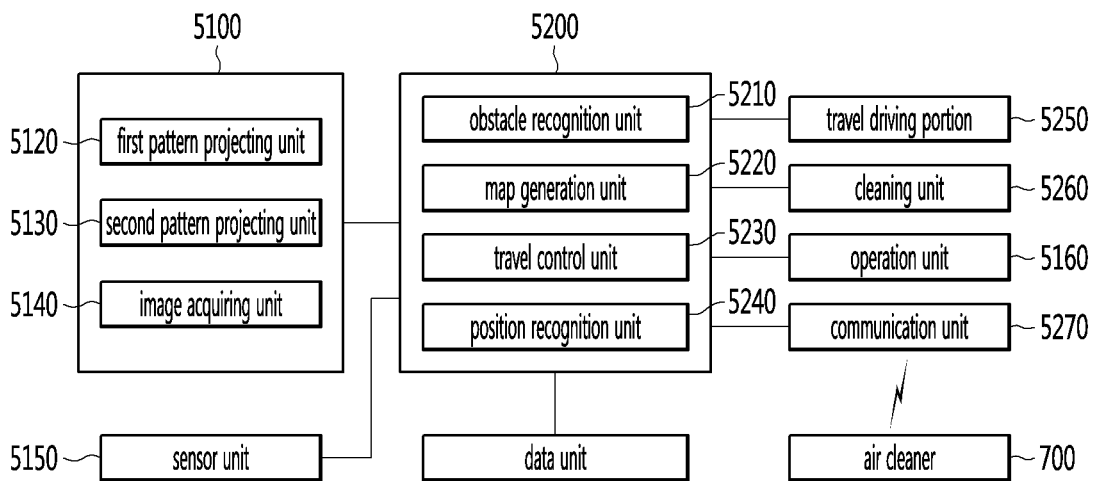 5100
5200
5120
first pattern projecting unit
5130
second pattern projecting unit
5140
image acquiring unit
5150
sensor unit
obstacle recognition unit
5210
map generation unit
5220
travel control unit
5230
position recognition unit
5240
data unit
travel driving portion
5250
cleaning unit
5260
operation unit
5160
communication unit
5270
air cleaner
700